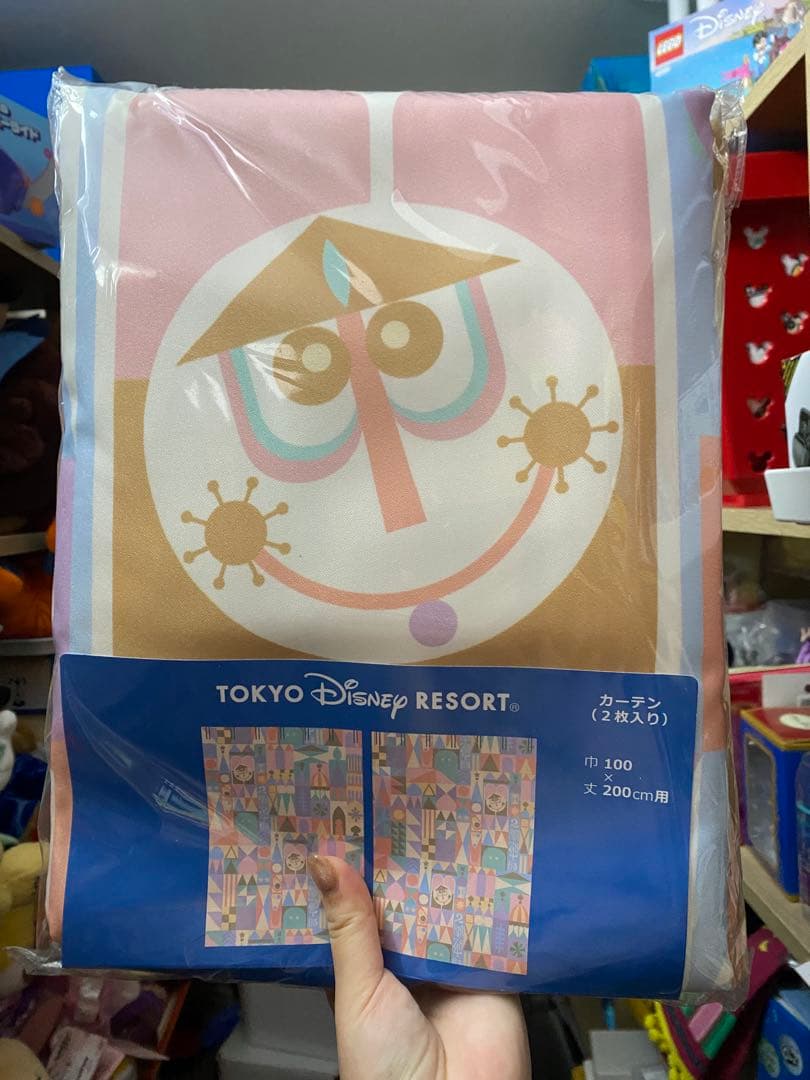 LEGO
Disney
TOKYO Disney RESORT®
カーテン
（2枚入り）
巾 100
×
丈 200cm用